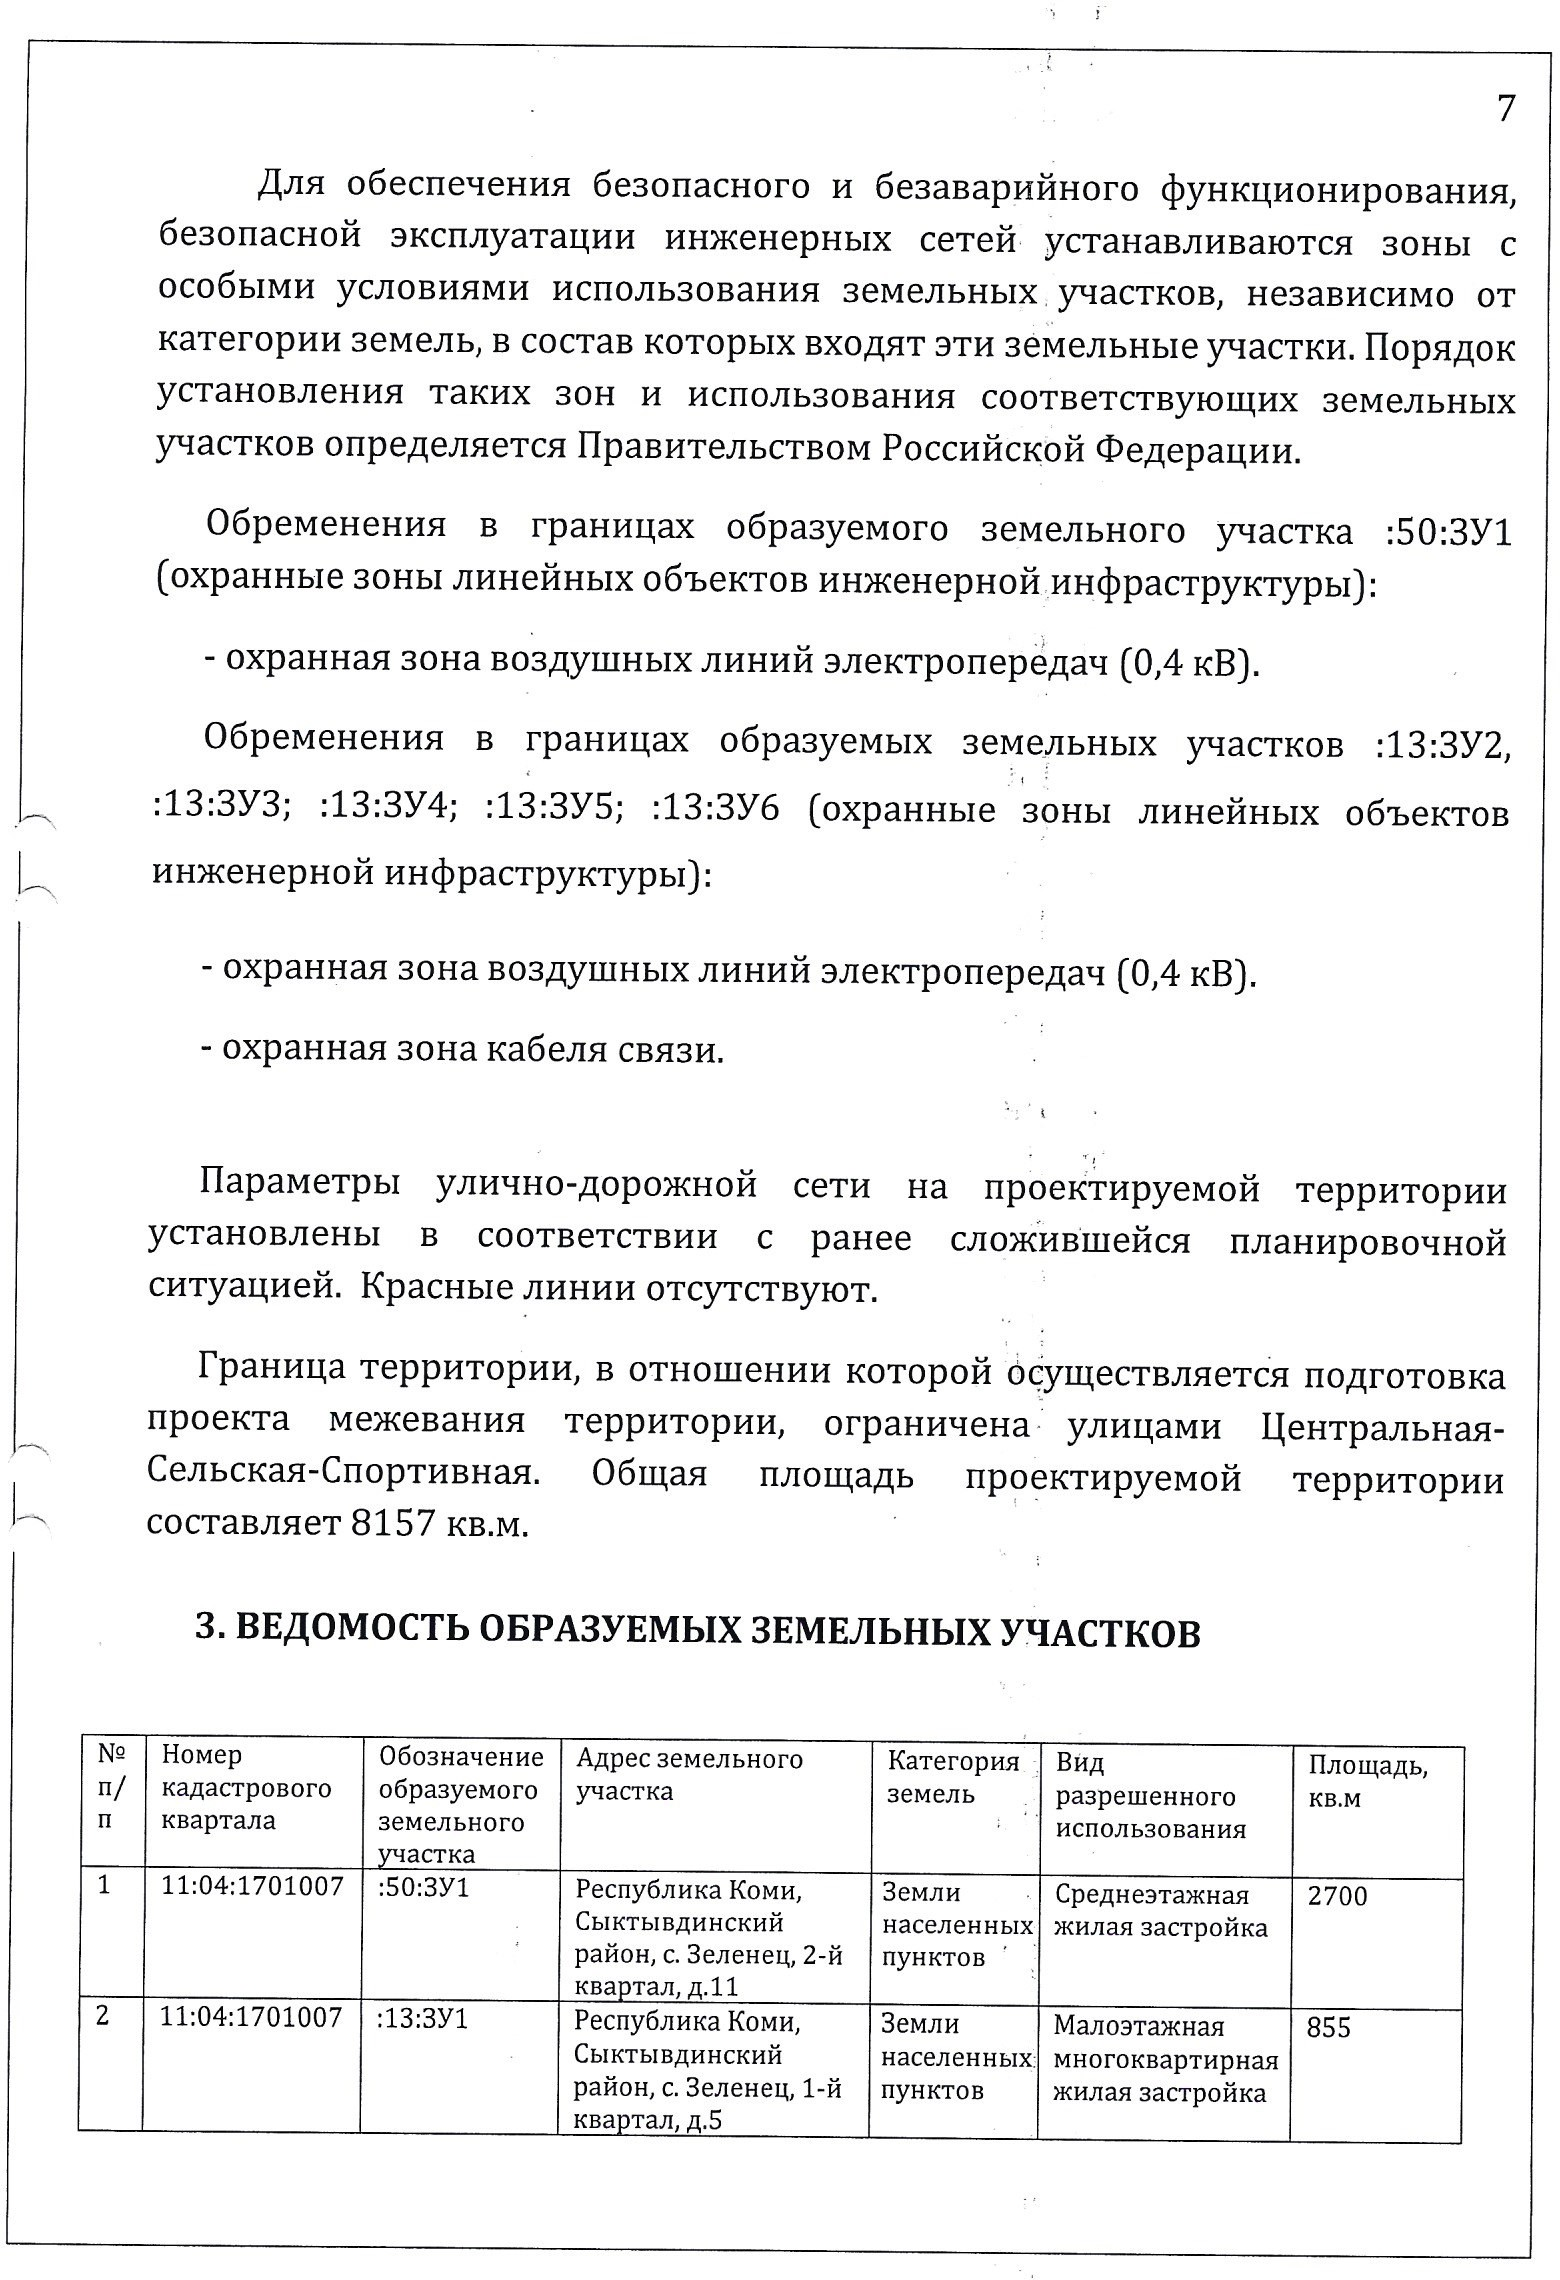 7
Для обеспечения безопасного и безаварийного функционирования,
безопасной эксплуатации инженерных сетей устанавливаются зоны с
особыми условиями использования земельных участков, независимо от
категории земель, в состав которых входят эти земельные участки. Порядок
установления таких зон и использования соответствующих земельных
участков определяется Правительством Российской Федерации.
Обременения в границах образуемого земельного участка :50:ЗУ1
(охранные зоны линейных объектов инженерной инфраструктуры):
- охранная зона воздушных линий электропередач (0,4 кВ).
Обременения в границах образуемых земельных участков :13:ЗУ2,
:13:ЗУ3; :13:ЗУ4; :13:ЗУ5; :13:ЗУ6 (охранные зоны линейных объектов
инженерной инфраструктуры):
- охранная зона воздушных линий электропередач (0,4 кВ).
- охранная зона кабеля связи.
Параметры улично-дорожной сети на проектируемой территории
установлены в соответствии с ранее сложившейся планировочной
ситуацией. Красные линии отсутствуют.
Граница территории, в отношении которой осуществляется подготовка
проекта межевания территории, ограничена улицами Центральная-
Сельская-Спортивная. Общая площадь проектируемой территории
составляет 8157 кв.м.
3. ВЕДОМОСТЬ ОБРАЗУЕМЫХ ЗЕМЕЛЬНЫХ УЧАСТКОВ
№
п/
п
Номер
кадастрового
квартала
Обозначение
образуемого
земельного
участка
Адрес земельного
участка
Категория
земель
Вид
разрешенного
использования
Площадь,
кв.м
1
11:04:1701007
:50:ЗУ1
Республика Коми,
Сыктывдинский
район, с. Зеленец, 2-й
квартал, д.11
Земли
населенных
пунктов
Среднеэтажная
жилая застройка
2700
2
11:04:1701007
:13:ЗУ1
Республика Коми,
Сыктывдинский
район, с. Зеленец, 1-й
квартал, д.5
Земли
населенных
пунктов
Малоэтажная
многоквартирная
жилая застройка
855